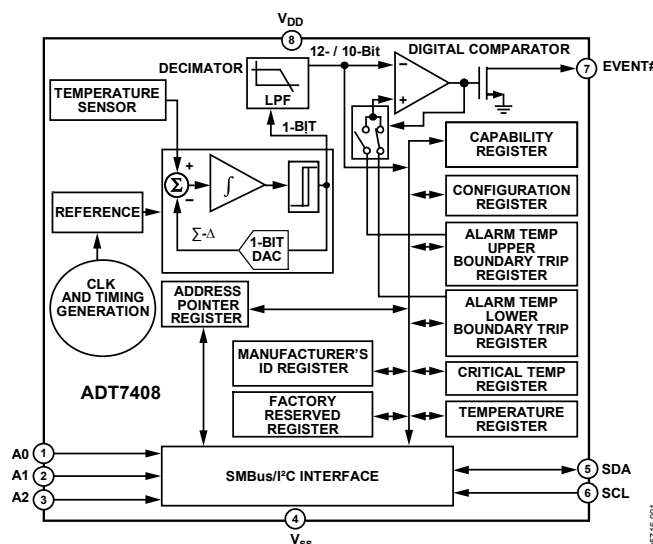 VDD
8
12- / 10-Bit
DIGITAL COMPARATOR
DECIMATOR
LPF
−
+
7
EVENT#
TEMPERATURE
SENSOR
1-BIT
+
Σ
−
∫
CAPABILITY
REGISTER
CONFIGURATION
REGISTER
REFERENCE
Σ-Δ
1-BIT
DAC
ALARM TEMP
UPPER
BOUNDARY TRIP
REGISTER
CLK
AND TIMING
GENERATION
ADDRESS
POINTER
REGISTER
ALARM TEMP
LOWER
BOUNDARY TRIP
REGISTER
MANUFACTURER'S
ID REGISTER
CRITICAL TEMP
REGISTER
ADT7408
FACTORY
RESERVED
REGISTER
TEMPERATURE
REGISTER
A0 1
A1 2
A2 3
SMBus/I²C INTERFACE
5 SDA
6 SCL
4
VSS